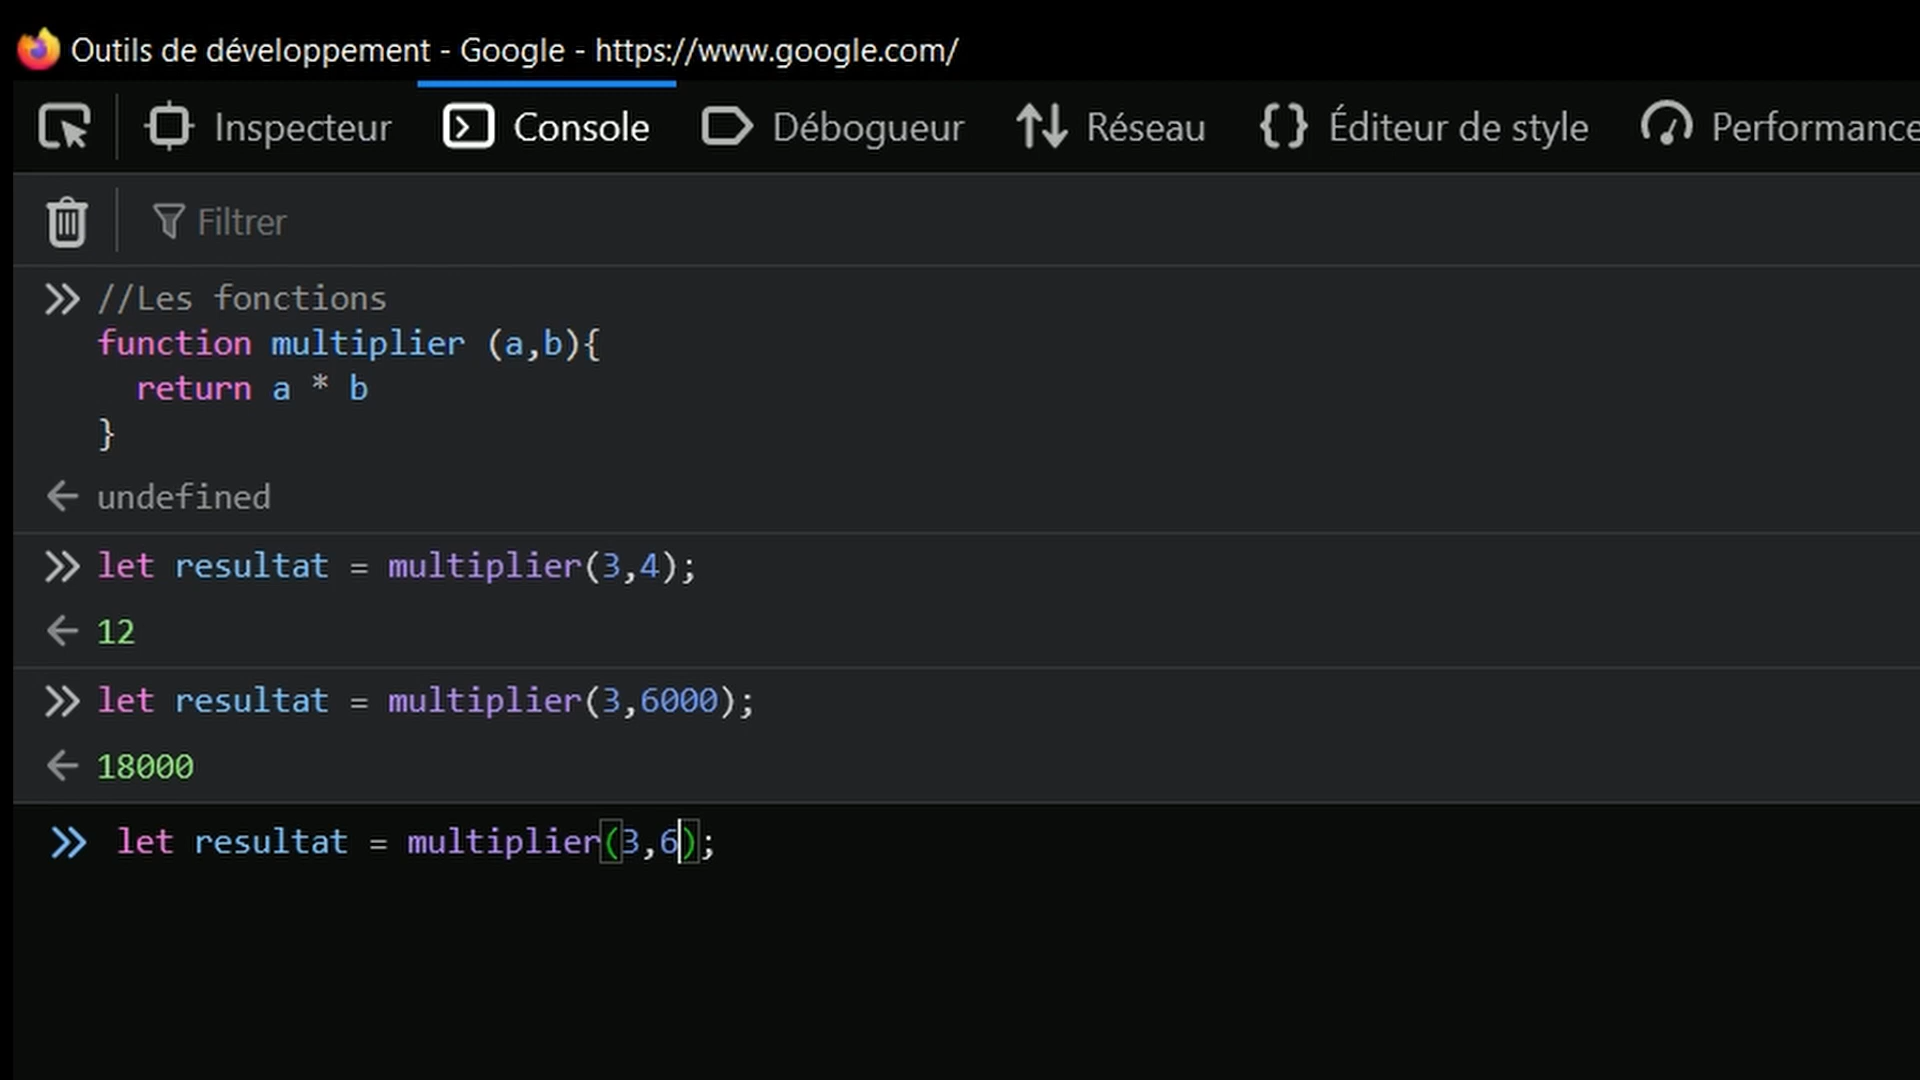 Outils de développement - Google - https://www.google.com/
Inspecteur Console Débogueur Réseau Éditeur de style Performance
Filtrer
//Les fonctions
function multiplier (a,b){
  return a * b
}
undefined
let resultat = multiplier(3,4);
12
let resultat = multiplier(3,6000);
18000
let resultat = multiplier(3,6);